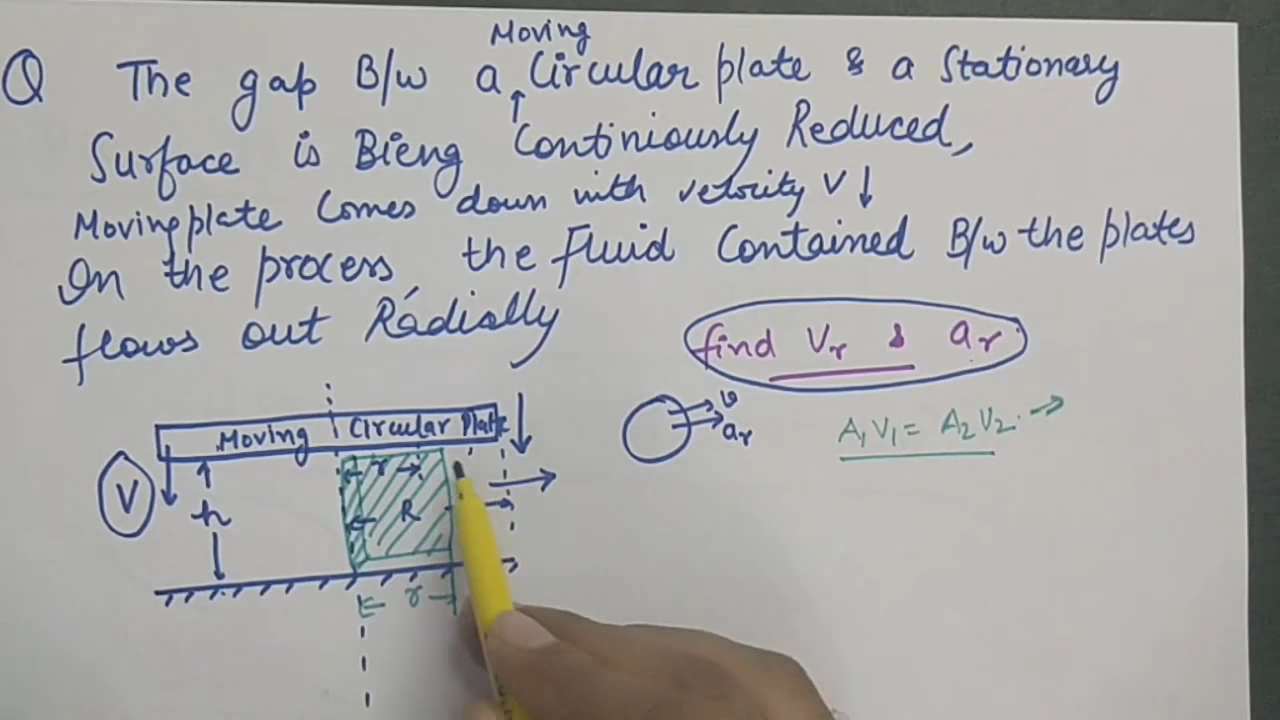 Moving
Q The gap B/w a Circular plate & a Stationary
Surface is Bieng Continiously Reduced,
Moving plate Comes down with velocity V ↓
In the process the fluid Contained B/w the plates
flows out Radially
find Vr & ar
Moving Circular Plate
v
ar
A₁V₁ = A₂V₂
V
h
r
R
r